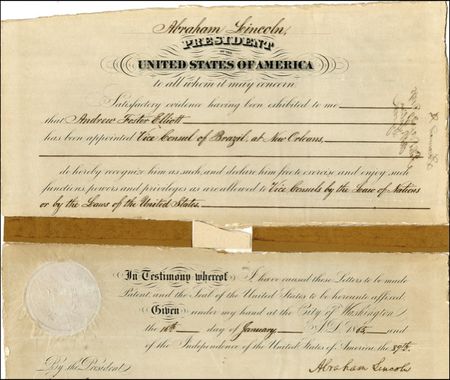 Abraham Lincoln,
PRESIDENT
OF THE
UNITED STATES OF AMERICA
to all whom it may concern.
Satisfactory evidence having been exhibited to me
that Andrew Foster Elliott
has been appointed Vice Consul of Brazil, at New Orleans,
do hereby recognize him as such, and declare him free to exercise and enjoy such
functions, powers and privileges as are allowed to Vice Consuls by the Law of Nations
or by the Laws of the United States.
In Testimony whereof I have caused these Letters to be made
Patent, and the Seal of the United States to be hereunto affixed.
Given under my hand at the City of Washington
the 16th day of January, A.D. 1865, and
of the Independence of the United States of America, the 89th.
By the President
Abraham Lincoln